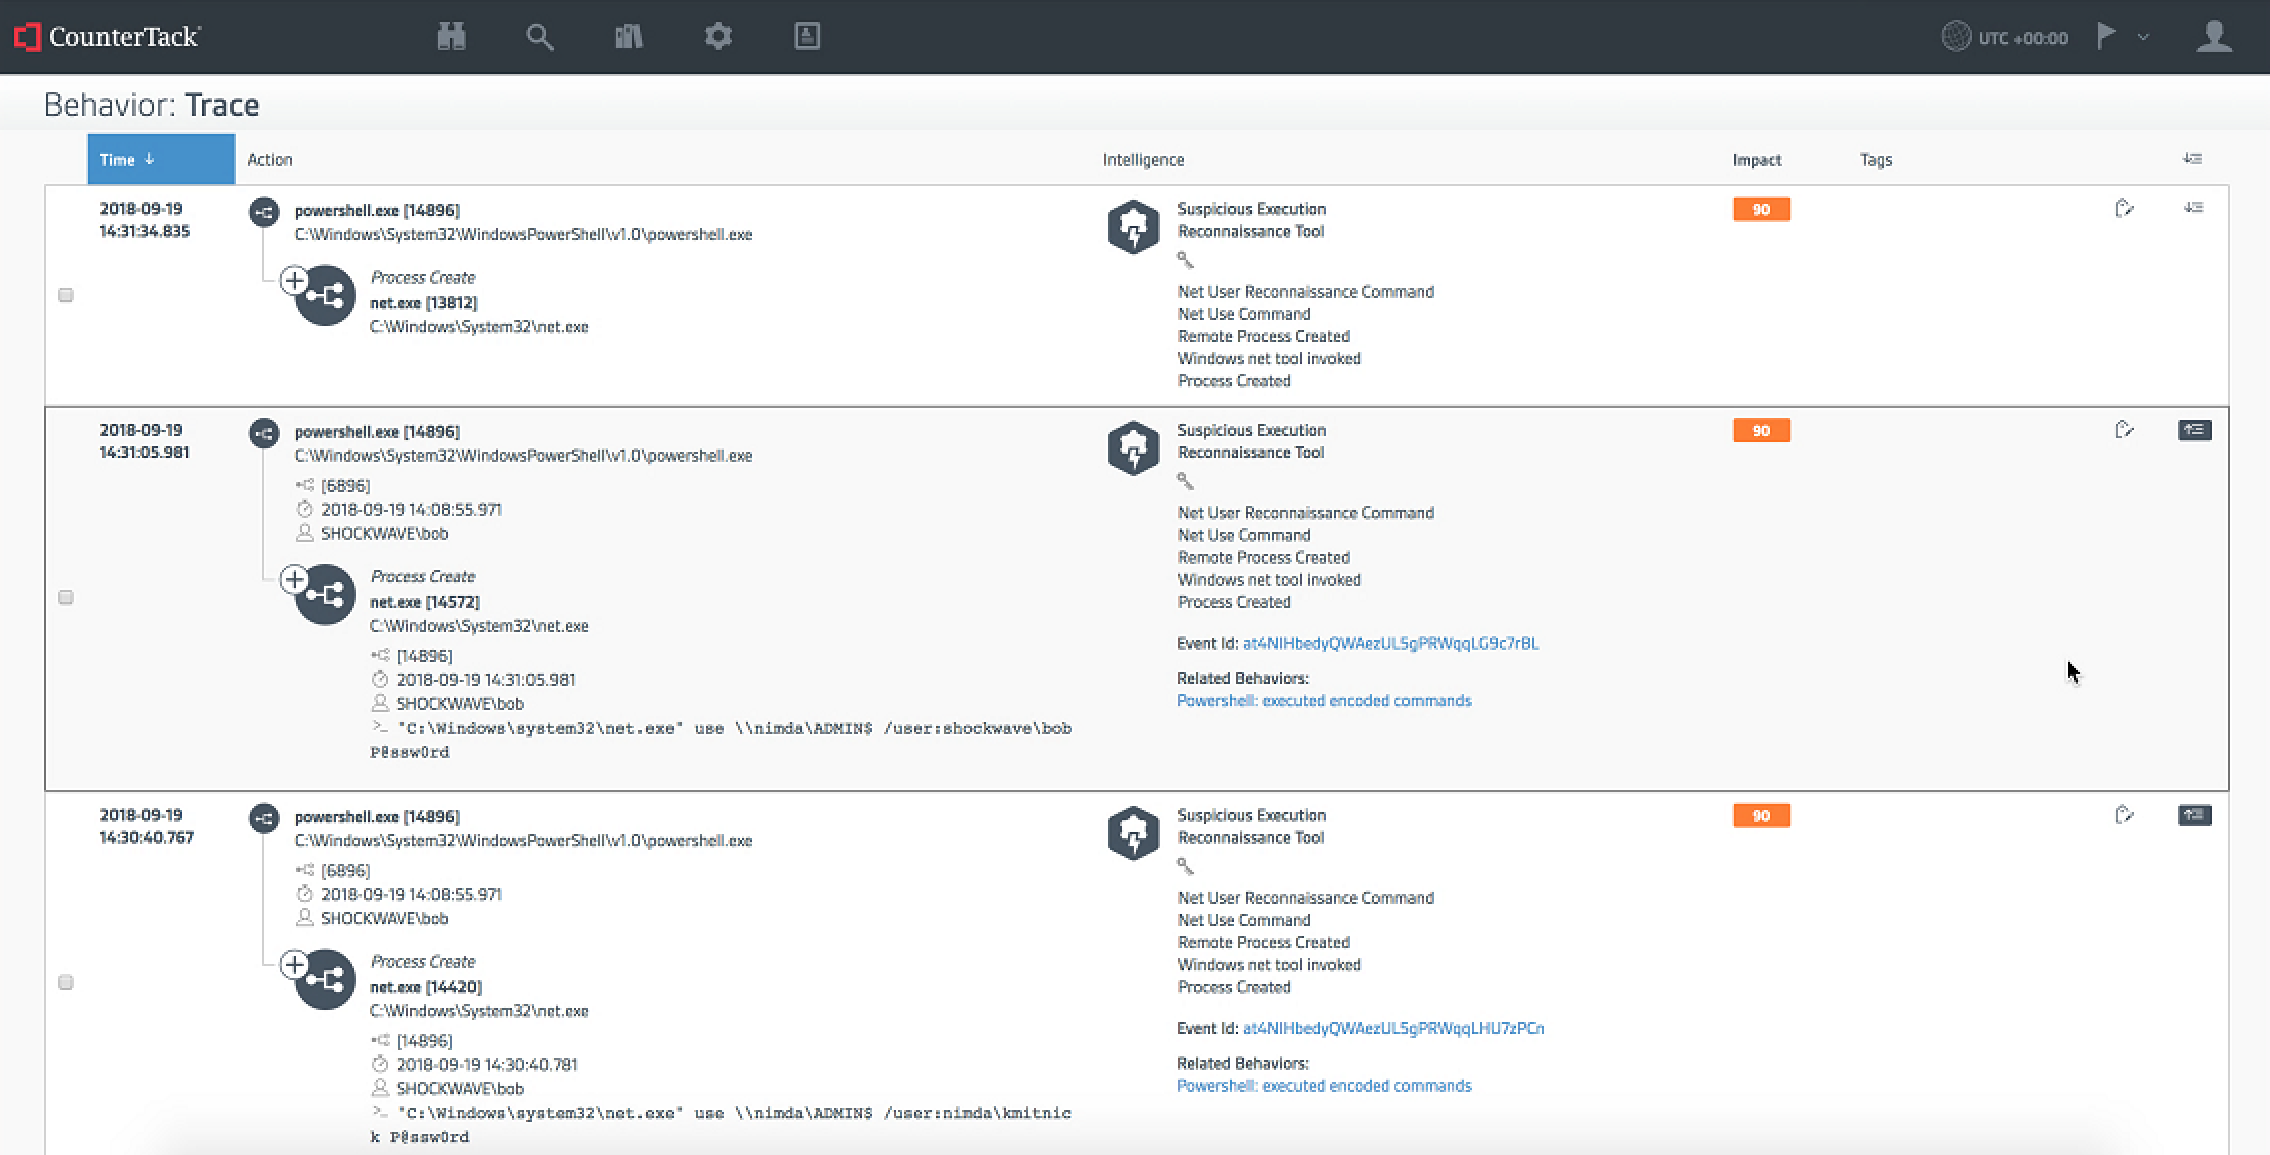 CounterTack
UTC +00:00
Behavior: Trace
Time ↓ Action Intelligence Impact Tags
2018-09-19
14:31:34.835
powershell.exe [14896]
C:\Windows\System32\WindowsPowerShell\v1.0\powershell.exe
Process Create
net.exe [13812]
C:\Windows\System32\net.exe
Suspicious Execution
Reconnaissance Tool
Net User Reconnaissance Command
Net Use Command
Remote Process Created
Windows net tool invoked
Process Created
90
2018-09-19
14:31:05.981
powershell.exe [14896]
C:\Windows\System32\WindowsPowerShell\v1.0\powershell.exe
[6896]
2018-09-19 14:08:55.971
SHOCKWAVE\bob
Process Create
net.exe [14572]
C:\Windows\System32\net.exe
[14896]
2018-09-19 14:31:05.981
SHOCKWAVE\bob
>_ "C:\Windows\system32\net.exe" use \\nimda\ADMIN$ /user:shockwave\bob
P@ssw0rd
Suspicious Execution
Reconnaissance Tool
Net User Reconnaissance Command
Net Use Command
Remote Process Created
Windows net tool invoked
Process Created
Event Id: at4NIHbedyQWAezUL5gPRWqqLG9c7rBL
Related Behaviors:
Powershell: executed encoded commands
90
2018-09-19
14:30:40.767
powershell.exe [14896]
C:\Windows\System32\WindowsPowerShell\v1.0\powershell.exe
[6896]
2018-09-19 14:08:55.971
SHOCKWAVE\bob
Process Create
net.exe [14420]
C:\Windows\System32\net.exe
[14896]
2018-09-19 14:30:40.781
SHOCKWAVE\bob
>_ "C:\Windows\system32\net.exe" use \\nimda\ADMIN$ /user:nimda\kmitnic
k P@ssw0rd
Suspicious Execution
Reconnaissance Tool
Net User Reconnaissance Command
Net Use Command
Remote Process Created
Windows net tool invoked
Process Created
Event Id: at4NIHbedyQWAezUL5gPRWqqLHU7zPCn
Related Behaviors:
Powershell: executed encoded commands
90